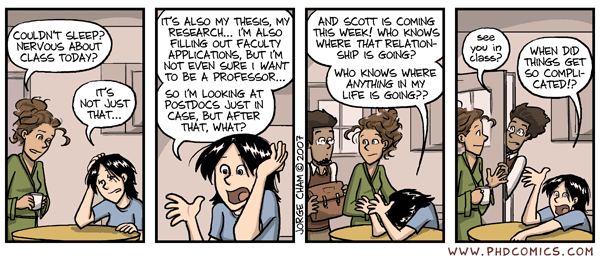 COULDN'T SLEEP?
NERVOUS ABOUT
CLASS TODAY?
IT'S
NOT JUST
THAT...
IT'S ALSO MY THESIS, MY
RESEARCH... I'M ALSO
FILLING OUT FACULTY
APPLICATIONS, BUT I'M
NOT EVEN SURE I WANT
TO BE A PROFESSOR...
SO I'M LOOKING AT
POSTDOCS JUST IN
CASE, BUT AFTER
THAT, WHAT?
JORGE CHAM © 2007
AND SCOTT IS COMING
THIS WEEK! WHO KNOWS
WHERE THAT RELATION-
SHIP IS GOING?
WHO KNOWS WHERE
ANYTHING IN MY
LIFE IS GOING??
see
you in
class?
WHEN DID
THINGS GET
SO COMPLI-
CATED!?
WWW.PHDCOMICS.COM